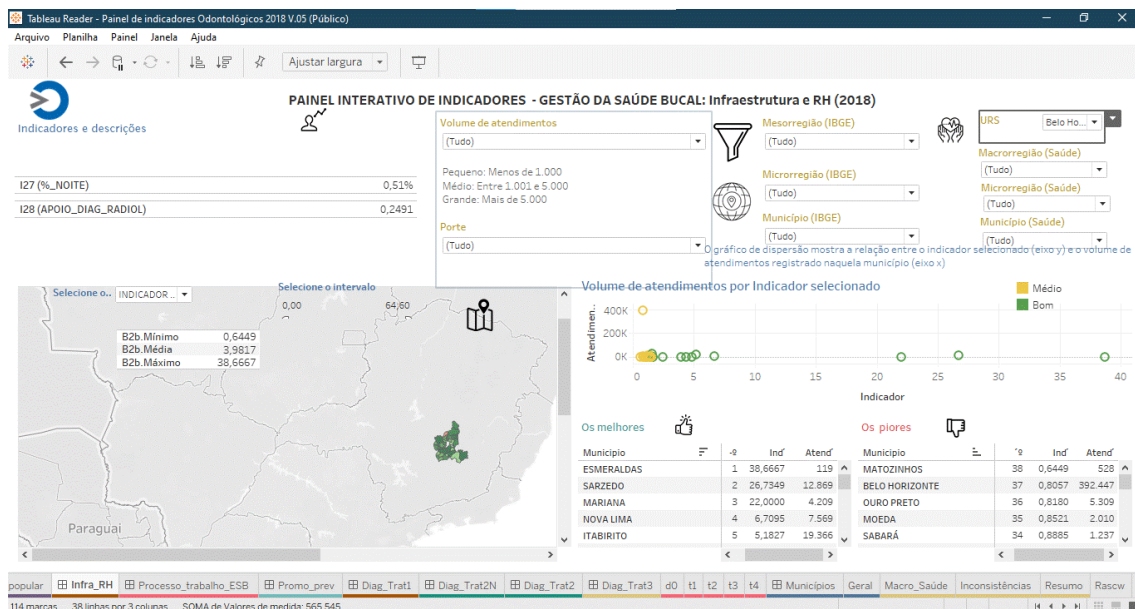 Tableau Reader - Painel de indicadores Odontológicos 2018 V.05 (Público)
Arquivo Planilha Painel Janela Ajuda
Ajustar largura
PAINEL INTERATIVO DE INDICADORES - GESTÃO DA SAÚDE BUCAL: Infraestrutura e RH (2018)
Indicadores e descrições
I27 (%_NOITE) 0,51%
I28 (APOIO_DIAG_RADIOL) 0,2491
Volume de atendimentos
(Tudo)
Pequeno: Menos de 1.000
Médio: Entre 1.001 e 5.000
Grande: Mais de 5.000
Porte
(Tudo)
Mesorregião (IBGE)
(Tudo)
Microrregião (IBGE)
(Tudo)
Município (IBGE)
(Tudo)
URS Belo Ho...
Macrorregião (Saúde)
(Tudo)
Microrregião (Saúde)
(Tudo)
Município (Saúde)
(Tudo)
O gráfico de dispersão mostra a relação entre o indicador selecionado (eixo y) e o volume de
atendimentos registrado naquela município (eixo x)
Selecione o.. INDICADOR ..
Selecione o intervalo
0,00 64,60
B2b.Mínimo 0,6449
B2b.Média 3,9817
B2b.Máximo 38,6667
Paraguai
Volume de atendimentos por Indicador selecionado
Médio
Bom
Atendimen..
400K
200K
0K
0 5 10 15 20 25 30 35 40
Indicador
Os melhores
Municipio -º Ind' Atend'
ESMERALDAS 1 38,6667 119
SARZEDO 2 26,7349 12.869
MARIANA 3 22,0000 4.209
NOVA LIMA 4 6,7095 7.569
ITABIRITO 5 5,1827 19.366
Os piores
Municipio 'º Ind' Atend'
MATOZINHOS 38 0,6449 528
BELO HORIZONTE 37 0,8057 392.447
OURO PRETO 36 0,8180 5.309
MOEDA 35 0,8521 2.010
SABARÁ 34 0,8885 1.237
popular Infra_RH Processo_trabalho_ESB Promo_prev Diag_Trat1 Diag_Trat2N Diag_Trat2 Diag_Trat3 d0 t1 t2 t3 t4 Municípios Geral Macro_Saúde Inconsistências Resumo Rascw
114 marcas 38 linhas por 3 colunas SOMA de Valores de medida: 565.545